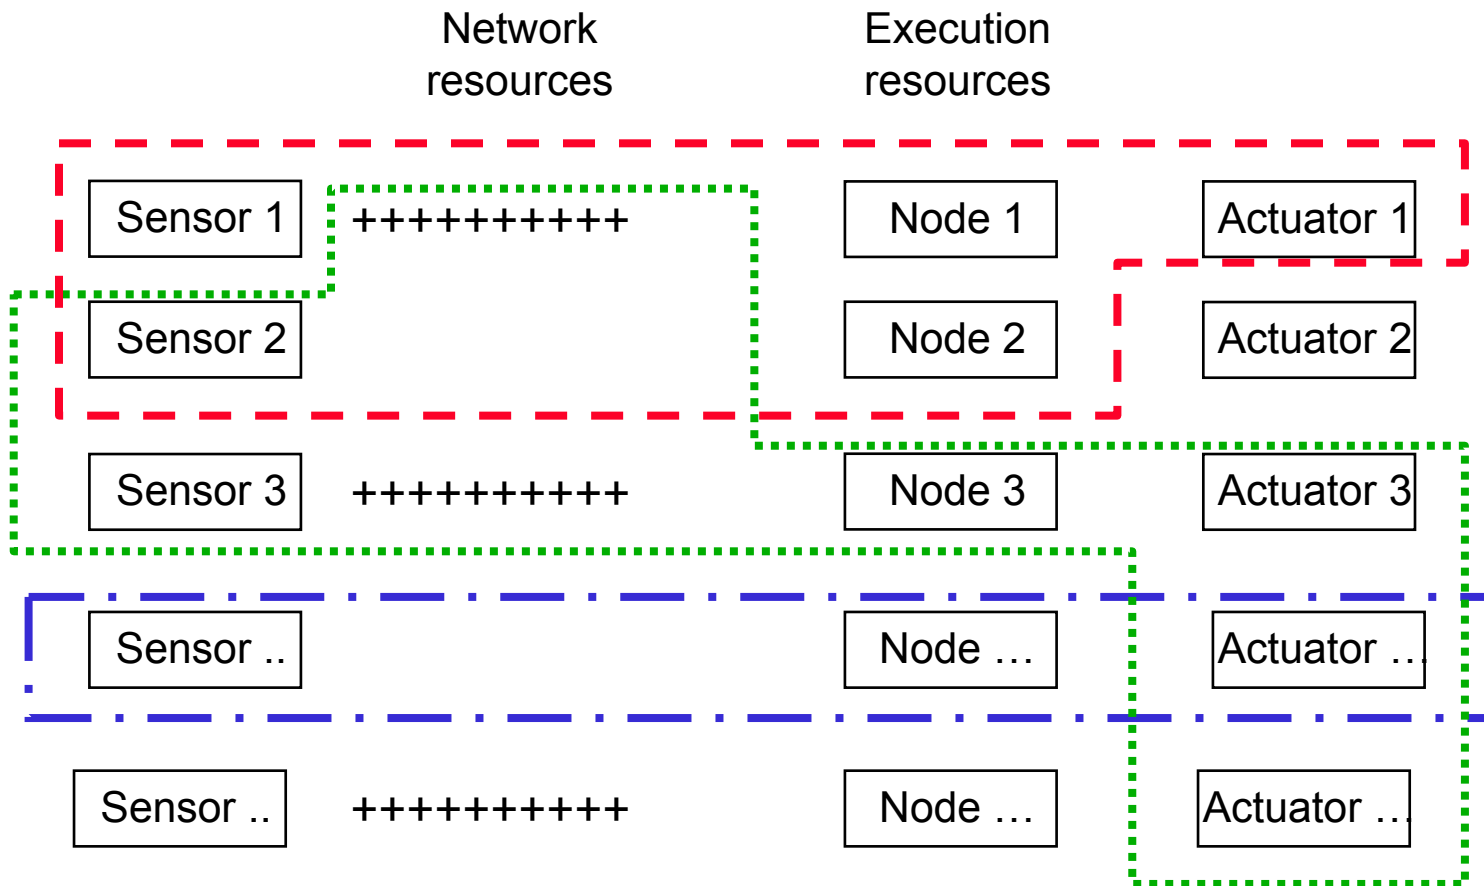 Network
resources
Execution
resources
Sensor 1 ++++++++++ Node 1 Actuator 1
Sensor 2 Node 2 Actuator 2
Sensor 3 ++++++++++ Node 3 Actuator 3
Sensor .. Node … Actuator …
Sensor .. ++++++++++ Node … Actuator …